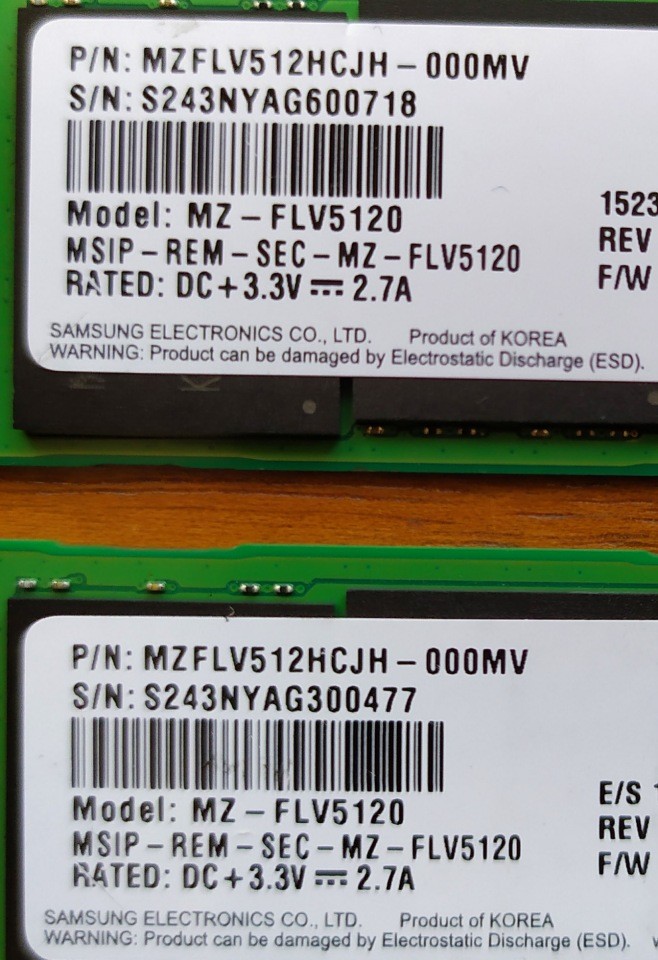 P/N: MZFLV512HCJH – 000MV
S/N: S243NYAG600718
Model: MZ – FLV5120
MSIP – REM – SEC – MZ – FLV5120
RATED: DC+3.3V ⎓ 2.7A
1523
REV
F/W
SAMSUNG ELECTRONICS CO., LTD. Product of KOREA
WARNING: Product can be damaged by Electrostatic Discharge (ESD).
P/N: MZFLV512HCJH – 000MV
S/N: S243NYAG300477
Model: MZ – FLV5120
MSIP – REM – SEC – MZ – FLV5120
RATED: DC+3.3V ⎓ 2.7A
E/S
REV
F/W
SAMSUNG ELECTRONICS CO., LTD. Product of KOREA
WARNING: Product can be damaged by Electrostatic Discharge (ESD).